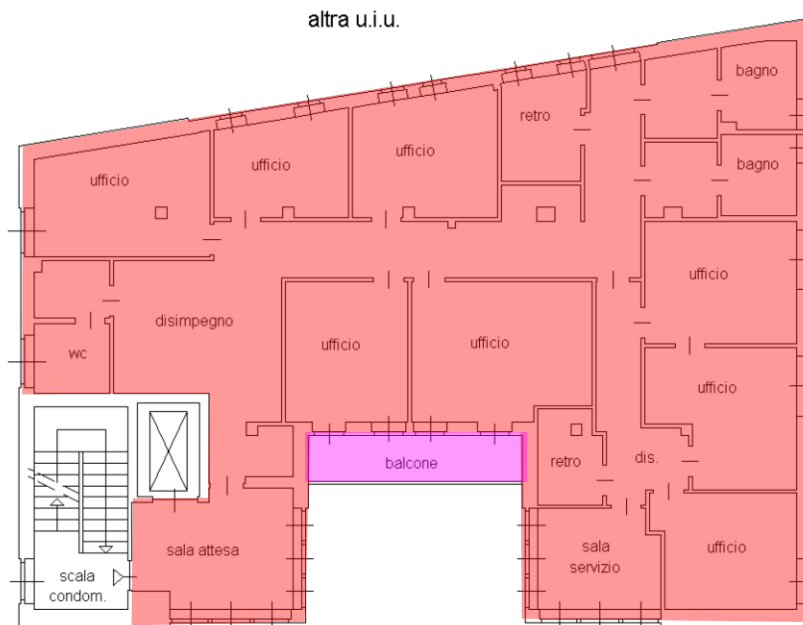 altra u.i.u.
bagno
retro
ufficio
ufficio
bagno
ufficio
ufficio
disimpegno
ufficio
ufficio
wc
ufficio
balcone
retro
dis.
sala attesa
sala
servizio
ufficio
scala
condom.